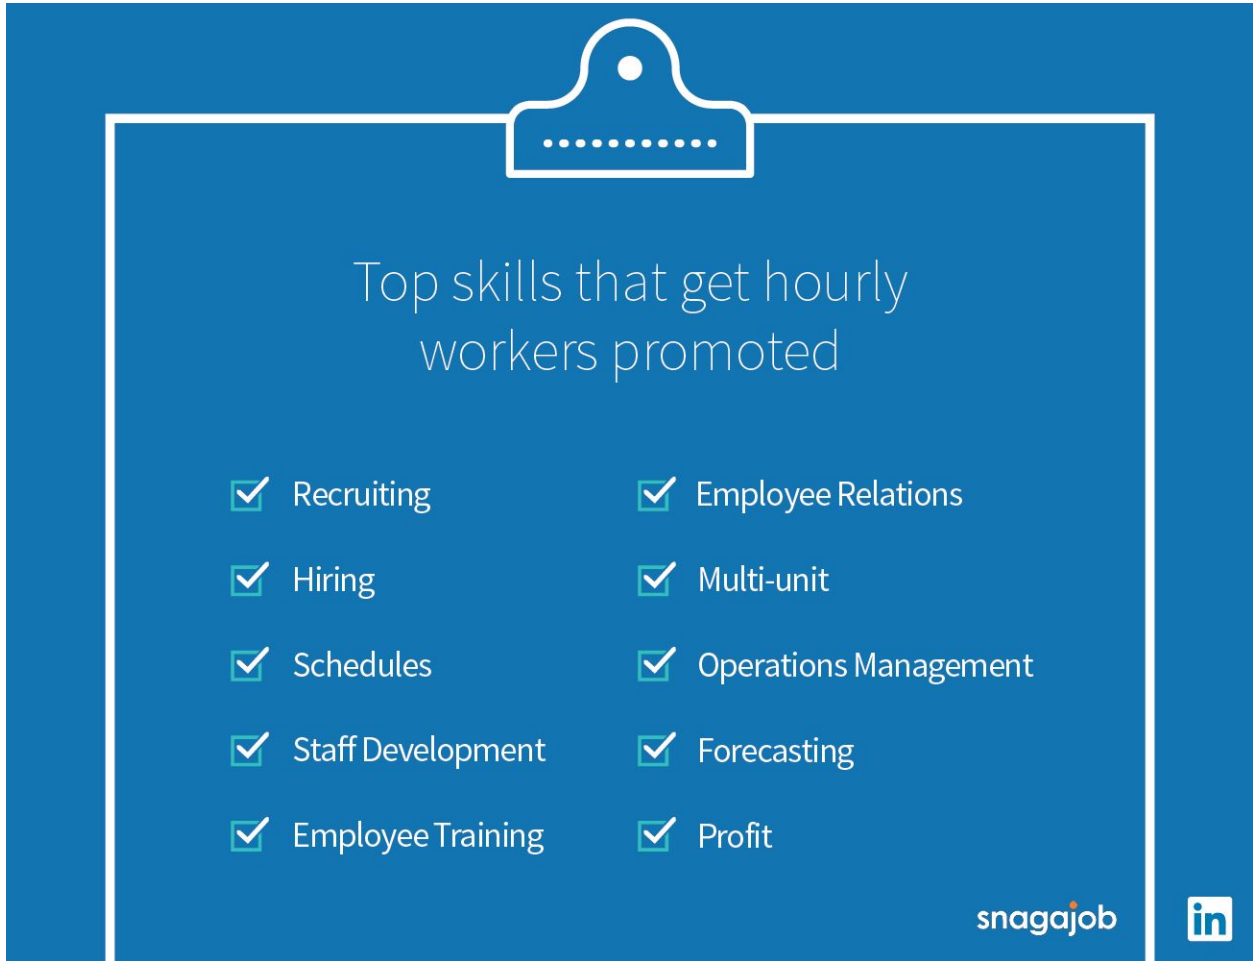 Top skills that get hourly
workers promoted
Recruiting
Hiring
Schedules
Staff Development
Employee Training
Employee Relations
Multi-unit
Operations Management
Forecasting
Profit
snagajob
in